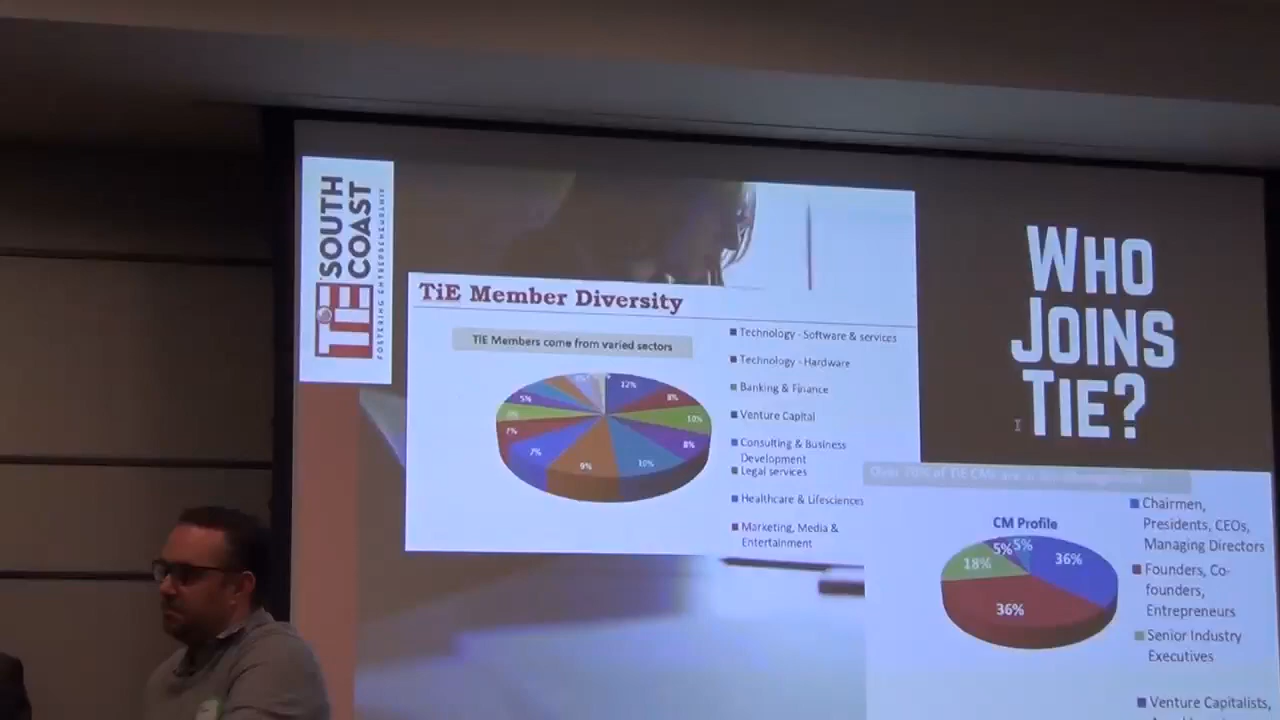 TiE SOUTH
COAST
FOSTERING ENTREPRENEURSHIP
TiE Member Diversity
TiE Members come from varied sectors
12%
8%
10%
8%
10%
9%
7%
7%
5%
Technology - Software & services
Technology - Hardware
Banking & Finance
Venture Capital
Consulting & Business
Development
Legal services
Healthcare & Lifesciences
Marketing, Media &
Entertainment
WHO
JOINS
TIE?
CM Profile
36%
36%
18%
5%
5%
Chairmen,
Presidents, CEOs,
Managing Directors
Founders, Co-
founders,
Entrepreneurs
Senior Industry
Executives
Venture Capitalists,